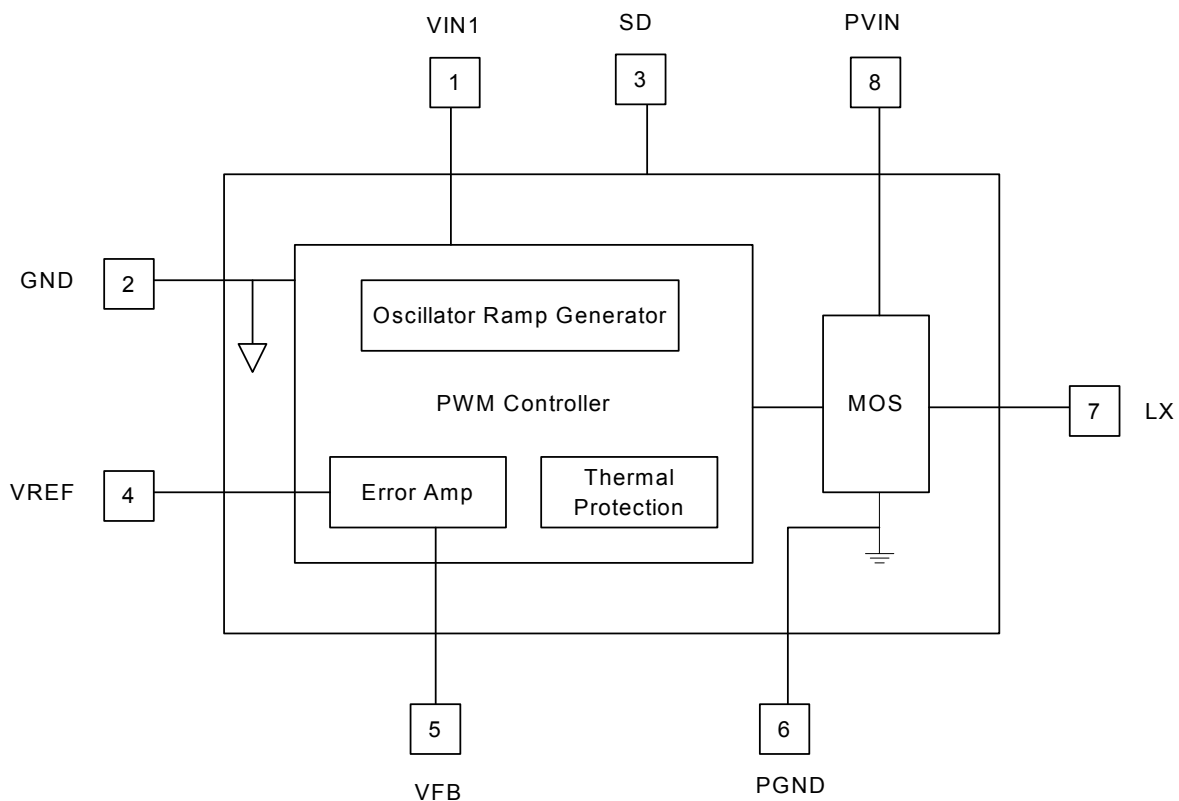 VIN1
SD
PVIN
1
3
8
GND
2
Oscillator Ramp Generator
PWM Controller
MOS
7
LX
VREF
4
Error Amp
Thermal
Protection
5
6
VFB
PGND